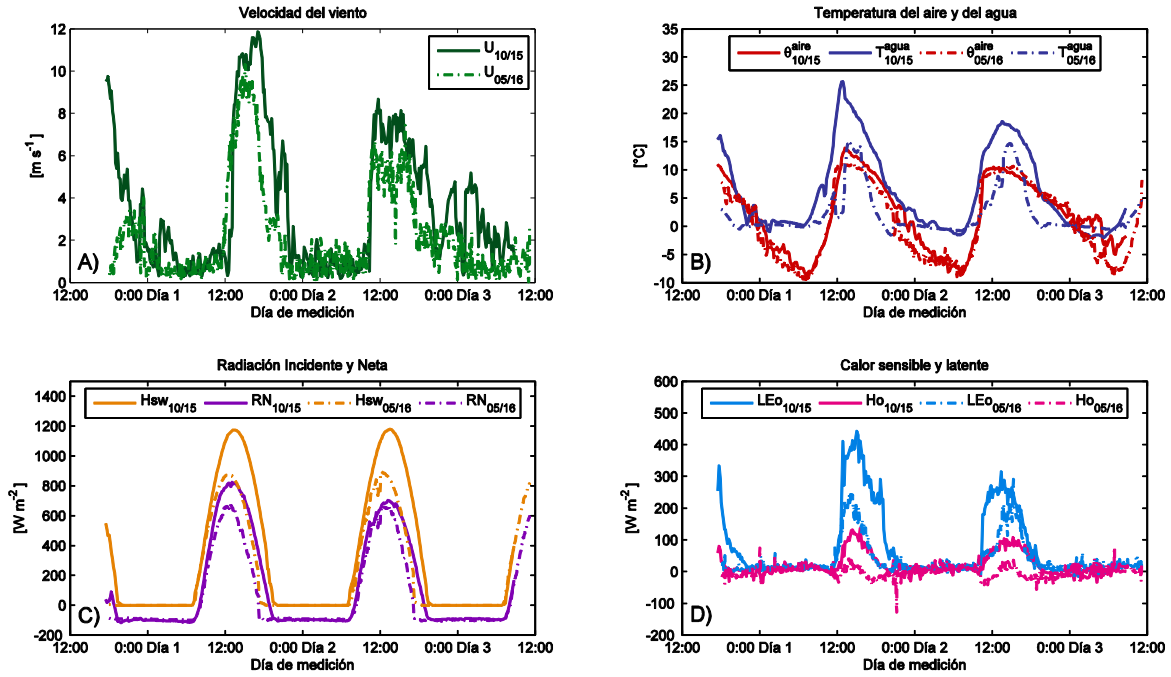 Velocidad del viento
12
10
8
6
4
2
0
[m s⁻¹]
U10/15
U05/16
A)
12:00 0:00 Día 1 12:00 0:00 Día 2 12:00 0:00 Día 3 12:00
Día de medición
Temperatura del aire y del agua
35
30
25
20
15
10
5
0
-5
-10
[°C]
θ10/15 aire T10/15 agua θ05/16 aire T05/16 agua
B)
12:00 0:00 Día 1 12:00 0:00 Día 2 12:00 0:00 Día 3 12:00
Día de medición
Radiación Incidente y Neta
1400
1200
1000
800
600
400
200
0
-200
[W m⁻²]
Hsw10/15 RN10/15 Hsw05/16 RN05/16
C)
12:00 0:00 Día 1 12:00 0:00 Día 2 12:00 0:00 Día 3 12:00
Día de medición
Calor sensible y latente
600
500
400
300
200
100
0
-100
-200
[W m⁻²]
LEo10/15 Ho10/15 LEo05/16 Ho05/16
D)
12:00 0:00 Día 1 12:00 0:00 Día 2 12:00 0:00 Día 3 12:00
Día de medición